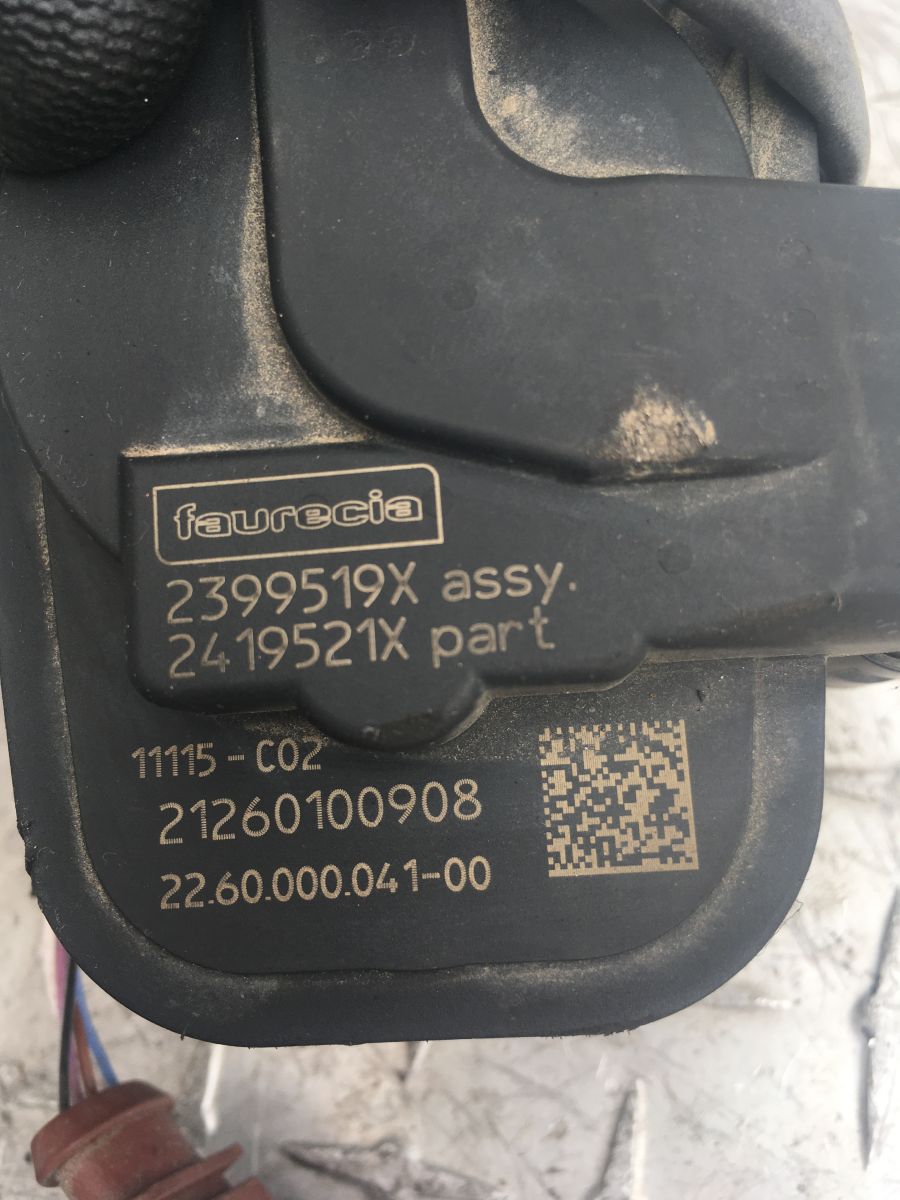 faurecia
2399519X assy.
2419521X part
11115-C02
21260100908
22.60.000.041-00